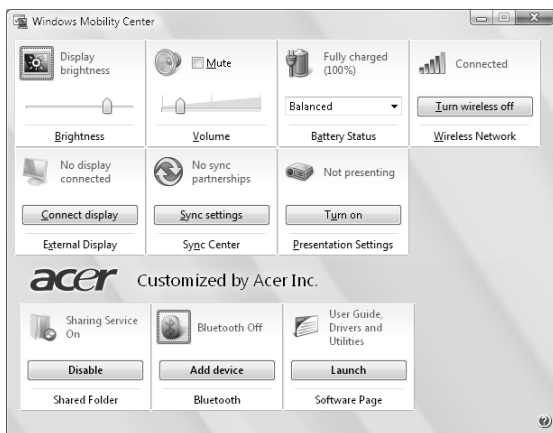 Windows Mobility Center
Display
brightness
Brightness
Mute
Volume
Fully charged
(100%)
Balanced
Battery Status
Connected
Turn wireless off
Wireless Network
No display
connected
Connect display
External Display
No sync
partnerships
Sync settings
Sync Center
Not presenting
Turn on
Presentation Settings
acer Customized by Acer Inc.
Sharing Service
On
Disable
Shared Folder
Bluetooth Off
Add device
Bluetooth
User Guide,
Drivers and
Utilities
Launch
Software Page